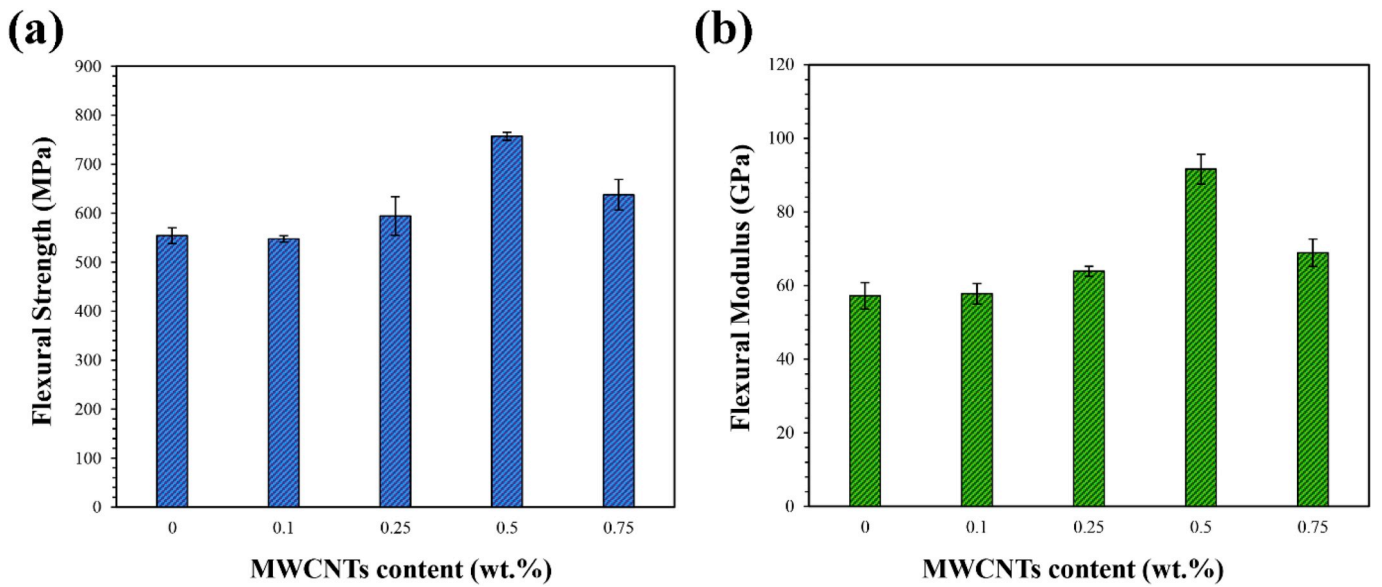 (a)
Flexural Strength (MPa)
900
800
700
600
500
400
300
200
100
0
0 0.1 0.25 0.5 0.75
MWCNTs content (wt.%)
(b)
Flexural Modulus (GPa)
120
100
80
60
40
20
0
0 0.1 0.25 0.5 0.75
MWCNTs content (wt.%)